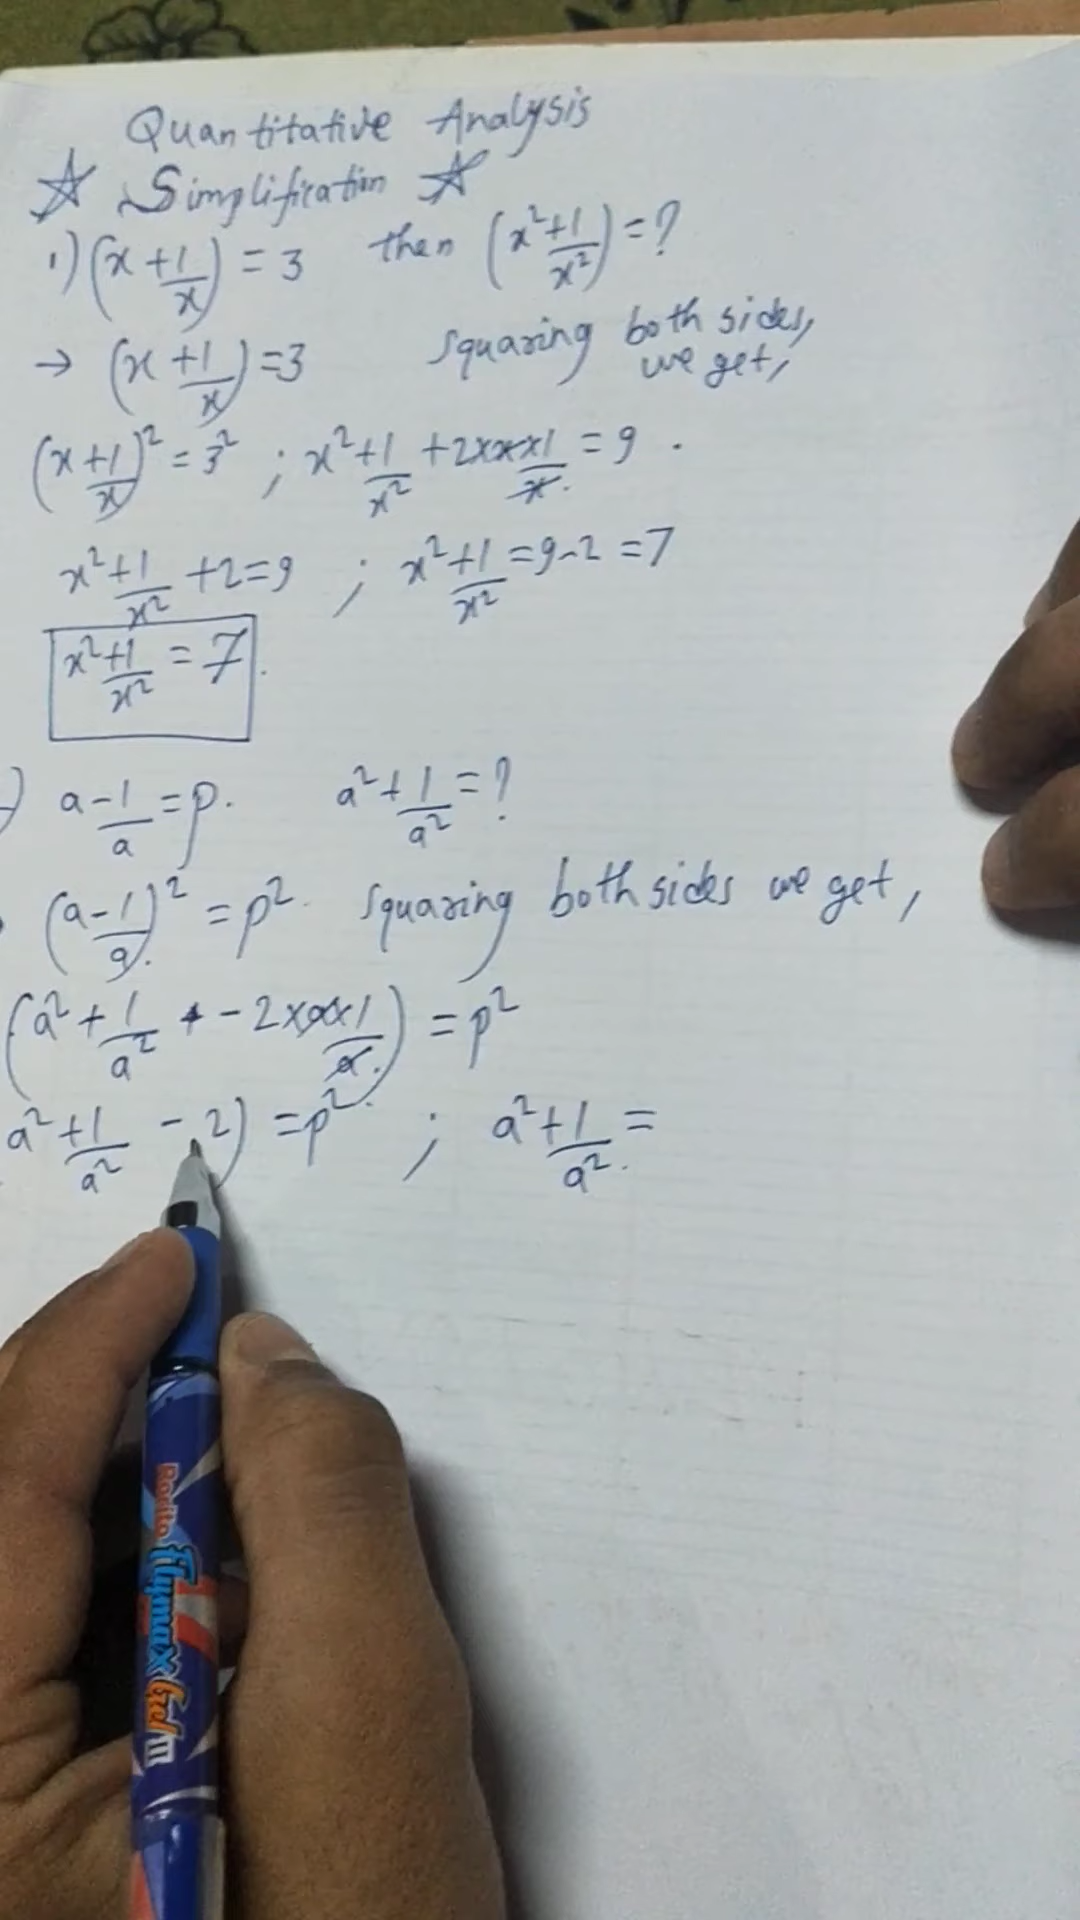 Quantitative Analysis
☆ Simplification ☆
1) (x + 1/x) = 3 then (x² + 1/x²) = ?
→ (x + 1/x) = 3 squaring both sides,
we get,
(x + 1/x)² = 3² ; x² + 1/x² + 2×x×1/x = 9 .
x² + 1/x² + 2 = 9 ; x² + 1/x² = 9 - 2 = 7
x² + 1/x² = 7.
) a - 1/a = p. a² + 1/a² = ?
(a - 1/a)² = p². squaring both sides we get,
(a² + 1/a² - 2×a×1/a) = p²
a² + 1/a² - 2) = p². ; a² + 1/a² =
Rorito Flymax Gel